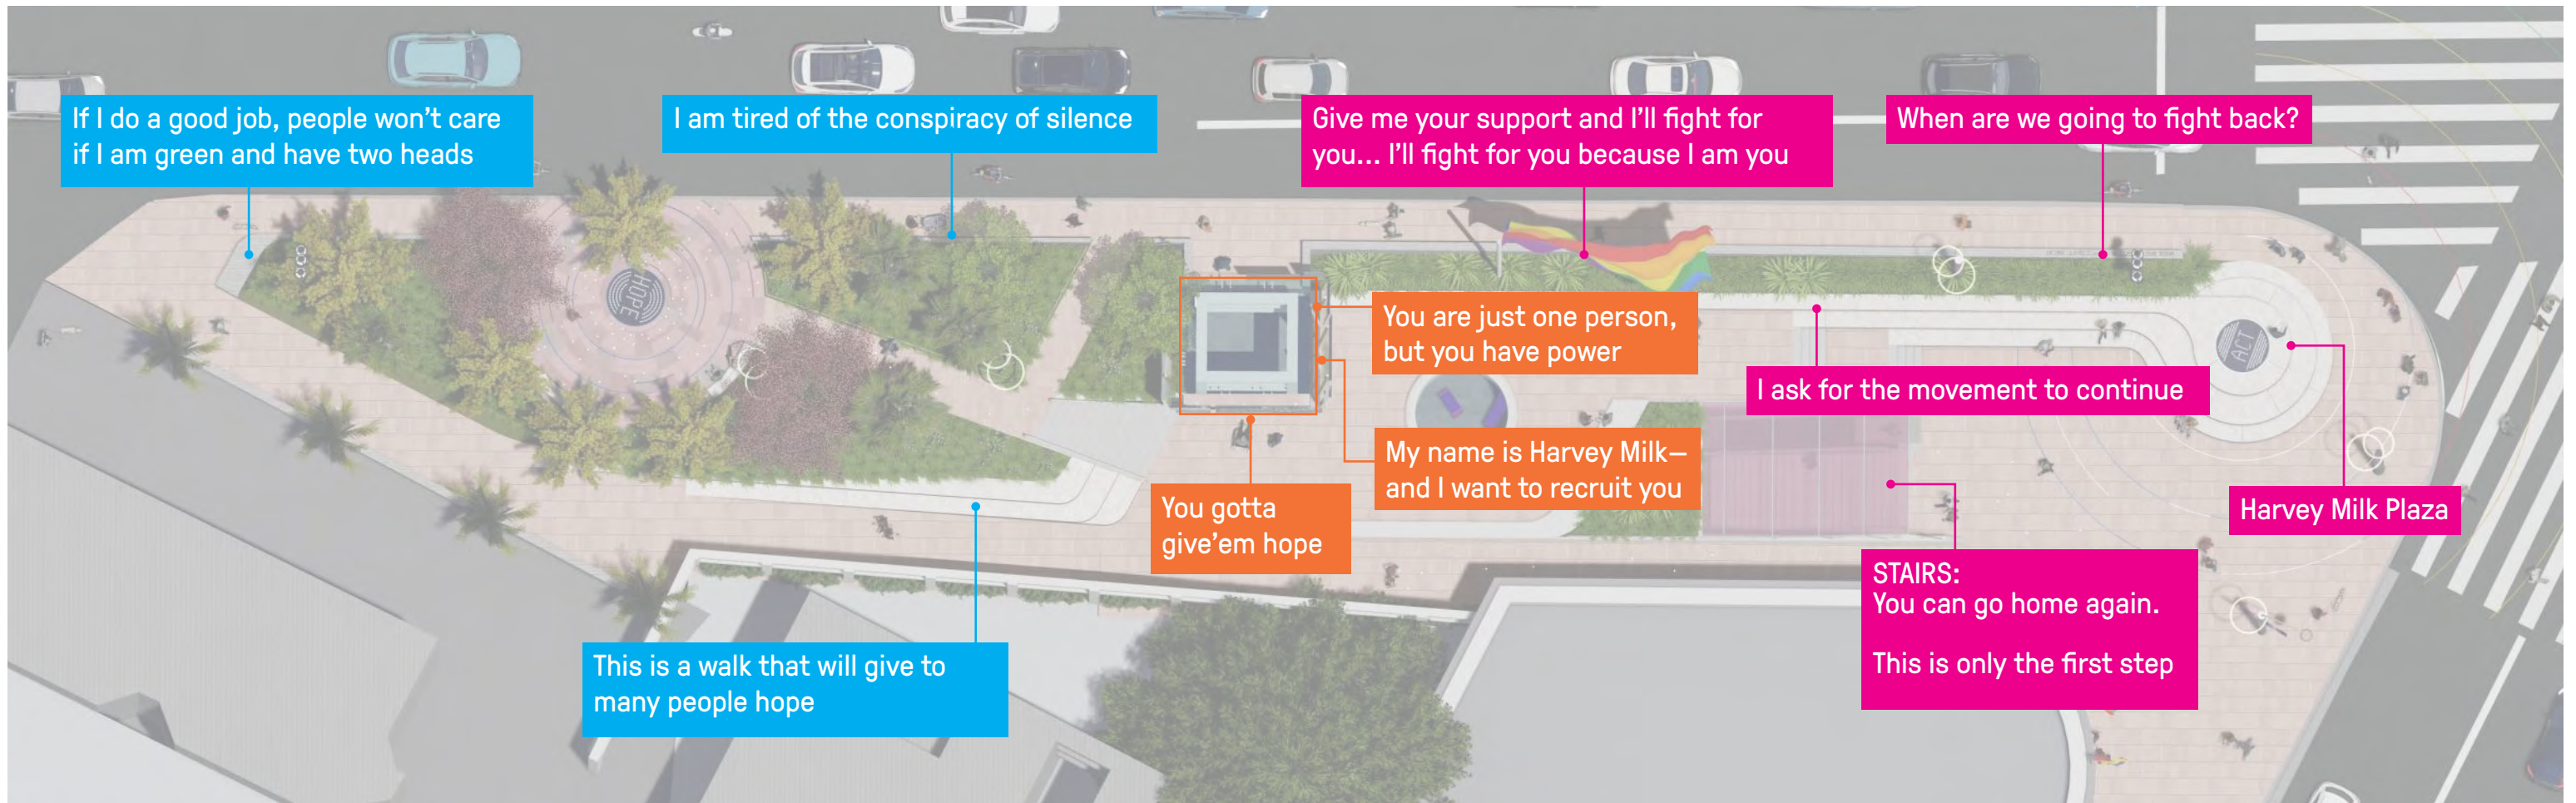 If I do a good job, people won't care
if I am green and have two heads
I am tired of the conspiracy of silence
Give me your support and I'll fight for
you... I'll fight for you because I am you
When are we going to fight back?
HOPE
You are just one person,
but you have power
ACT
I ask for the movement to continue
My name is Harvey Milk–
and I want to recruit you
You gotta
give'em hope
Harvey Milk Plaza
STAIRS:
You can go home again.
This is only the first step
This is a walk that will give to
many people hope